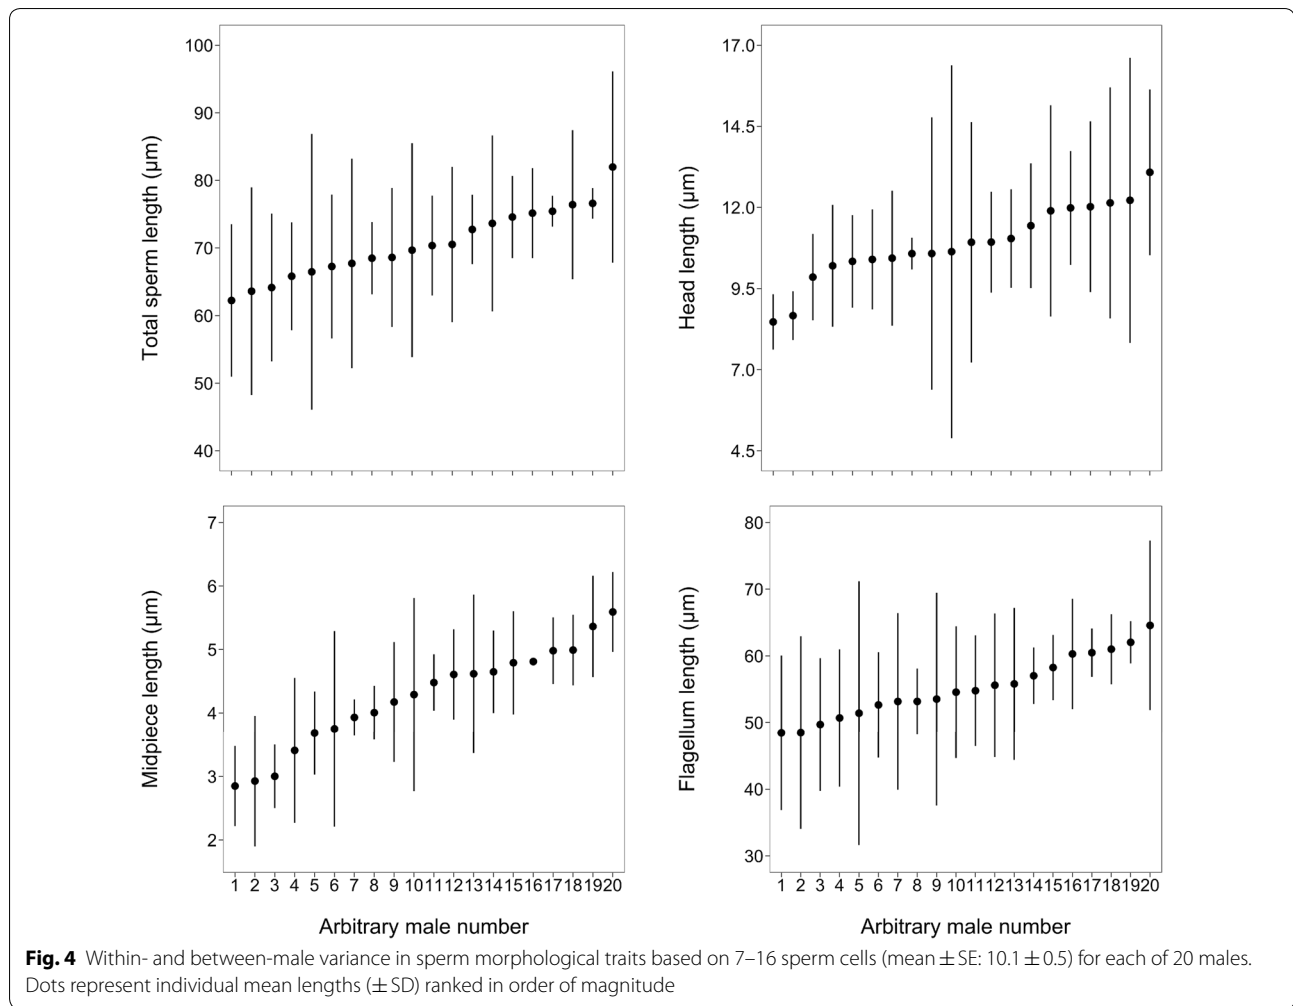 100
90
80
70
60
50
40
Total sperm length (µm)
17.0
14.5
12.0
9.5
7.0
4.5
Head length (µm)
7
6
5
4
3
2
Midpiece length (µm)
1 2 3 4 5 6 7 8 9 10 11 12 13 14 15 16 17 18 19 20
Arbitrary male number
80
70
60
50
40
30
Flagellum length (µm)
1 2 3 4 5 6 7 8 9 10 11 12 13 14 15 16 17 18 19 20
Arbitrary male number
Fig. 4 Within- and between-male variance in sperm morphological traits based on 7–16 sperm cells (mean ± SE: 10.1 ± 0.5) for each of 20 males.
Dots represent individual mean lengths (± SD) ranked in order of magnitude